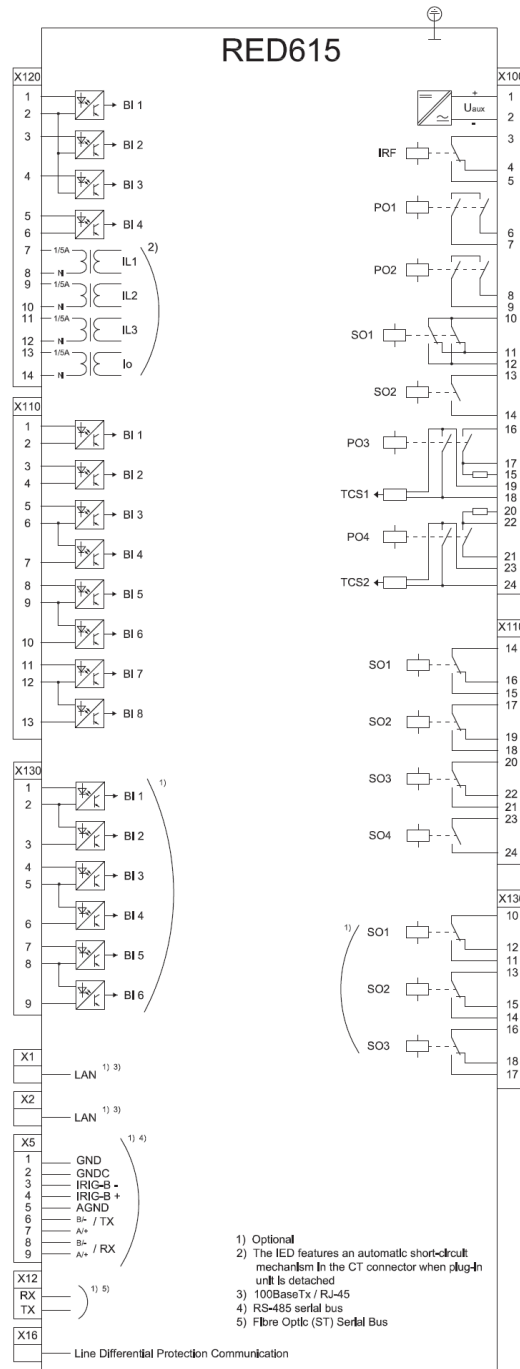 RED615
X120
1
2
BI 1
3
BI 2
4
BI 3
5
6
BI 4
7
1/5A
IL1
2)
8
N
9
1/5A
IL2
10
N
11
1/5A
IL3
12
N
13
1/5A
Io
14
N
X110
1
2
BI 1
3
4
BI 2
5
6
BI 3
7
BI 4
8
9
BI 5
10
BI 6
11
12
BI 7
13
BI 8
X130
1
2
BI 1
1)
3
BI 2
4
5
BI 3
6
BI 4
7
8
BI 5
9
BI 6
X1
LAN 1) 3)
X2
LAN 1) 3)
X5
1) 4)
1 GND
2 GNDC
3 IRIG-B -
4 IRIG-B +
5 AGND
6 B/- / TX
7 A/+
8 B/- / RX
9 A/+
X12
RX
TX
1) 5)
X16
Line Differential Protection Communication
X100
+
1
Uaux
-
2
3
IRF
4
5
PO1
6
7
PO2
8
9
10
SO1
11
12
13
SO2
14
16
PO3
17
15
19
TCS1
18
20
22
PO4
21
23
TCS2
24
X110
14
SO1
16
15
17
SO2
19
18
20
SO3
22
21
23
SO4
24
X130
10
1)
SO1
12
11
13
SO2
15
14
16
SO3
18
17
1) Optional
2) The IED features an automatic short-circuit
mechanism in the CT connector when plug-in
unit is detached
3) 100BaseTx / RJ-45
4) RS-485 serial bus
5) Fibre Optic (ST) Serial Bus